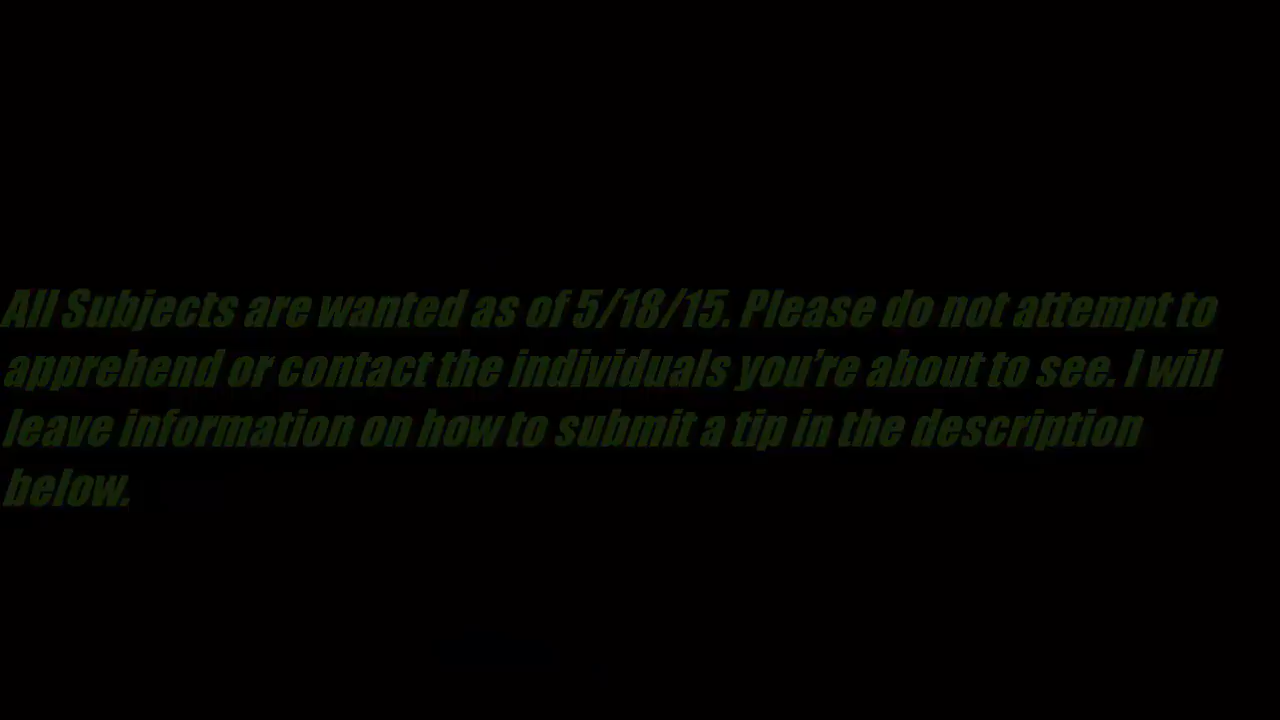 All Subjects are wanted as of 5/18/15. Please do not attempt to
apprehend or contact the individuals you’re about to see. I will
leave information on how to submit a tip in the description
below.